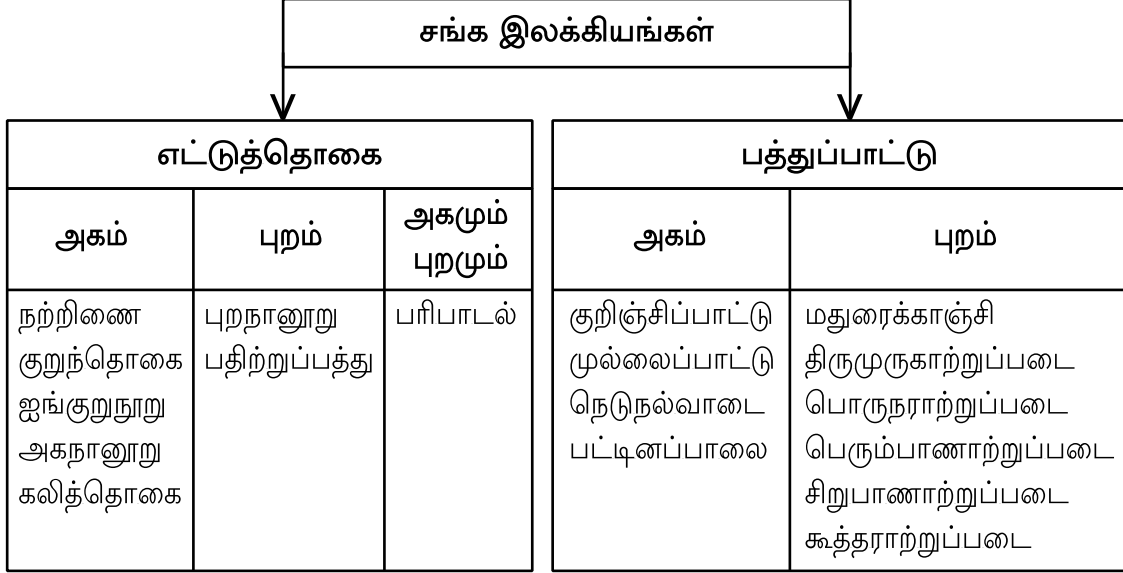 சங்க இலக்கியங்கள்
எட்டுத்தொகை
அகம்
புறம்
அகமும்
புறமும்
நற்றிணை
குறுந்தொகை
ஐங்குறுநூறு
அகநானூறு
கலித்தொகை
புறநானூறு
பதிற்றுப்பத்து
பரிபாடல்
பத்துப்பாட்டு
அகம்
புறம்
குறிஞ்சிப்பாட்டு
முல்லைப்பாட்டு
நெடுநல்வாடை
பட்டினப்பாலை
மதுரைக்காஞ்சி
திருமுருகாற்றுப்படை
பொருநராற்றுப்படை
பெரும்பாணாற்றுப்படை
சிறுபாணாற்றுப்படை
கூத்தராற்றுப்படை